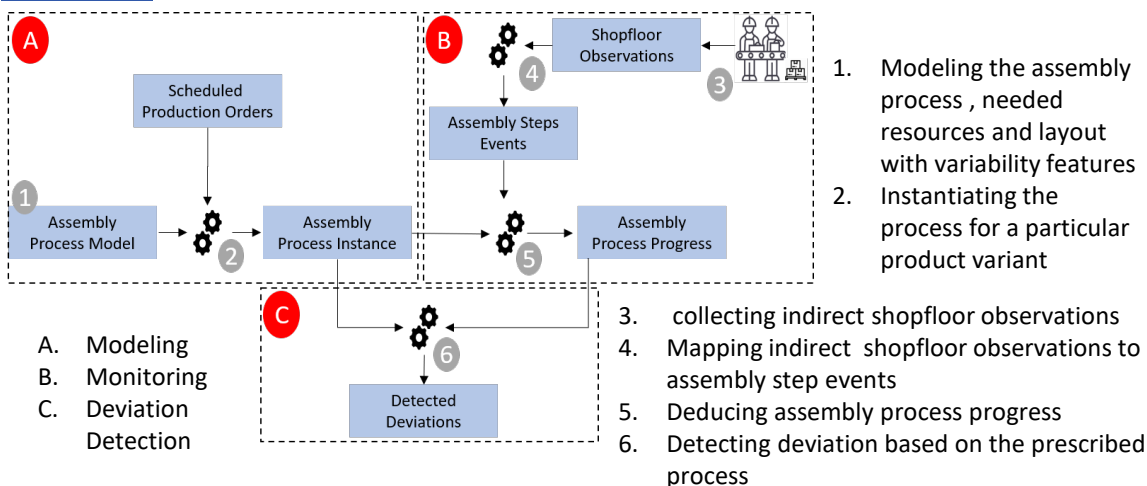 A
B
Shopfloor
Observations
4
3
Scheduled
Production Orders
Assembly Steps
Events
1
Assembly
Process Model
2
Assembly
Process Instance
5
Assembly
Process Progress
C
6
Detected
Deviations
1. Modeling the assembly
process , needed
resources and layout
with variability features
2. Instantiating the
process for a particular
product variant
3. collecting indirect shopfloor observations
4. Mapping indirect shopfloor observations to
assembly step events
5. Deducing assembly process progress
6. Detecting deviation based on the prescribed
process
A. Modeling
B. Monitoring
C. Deviation
Detection